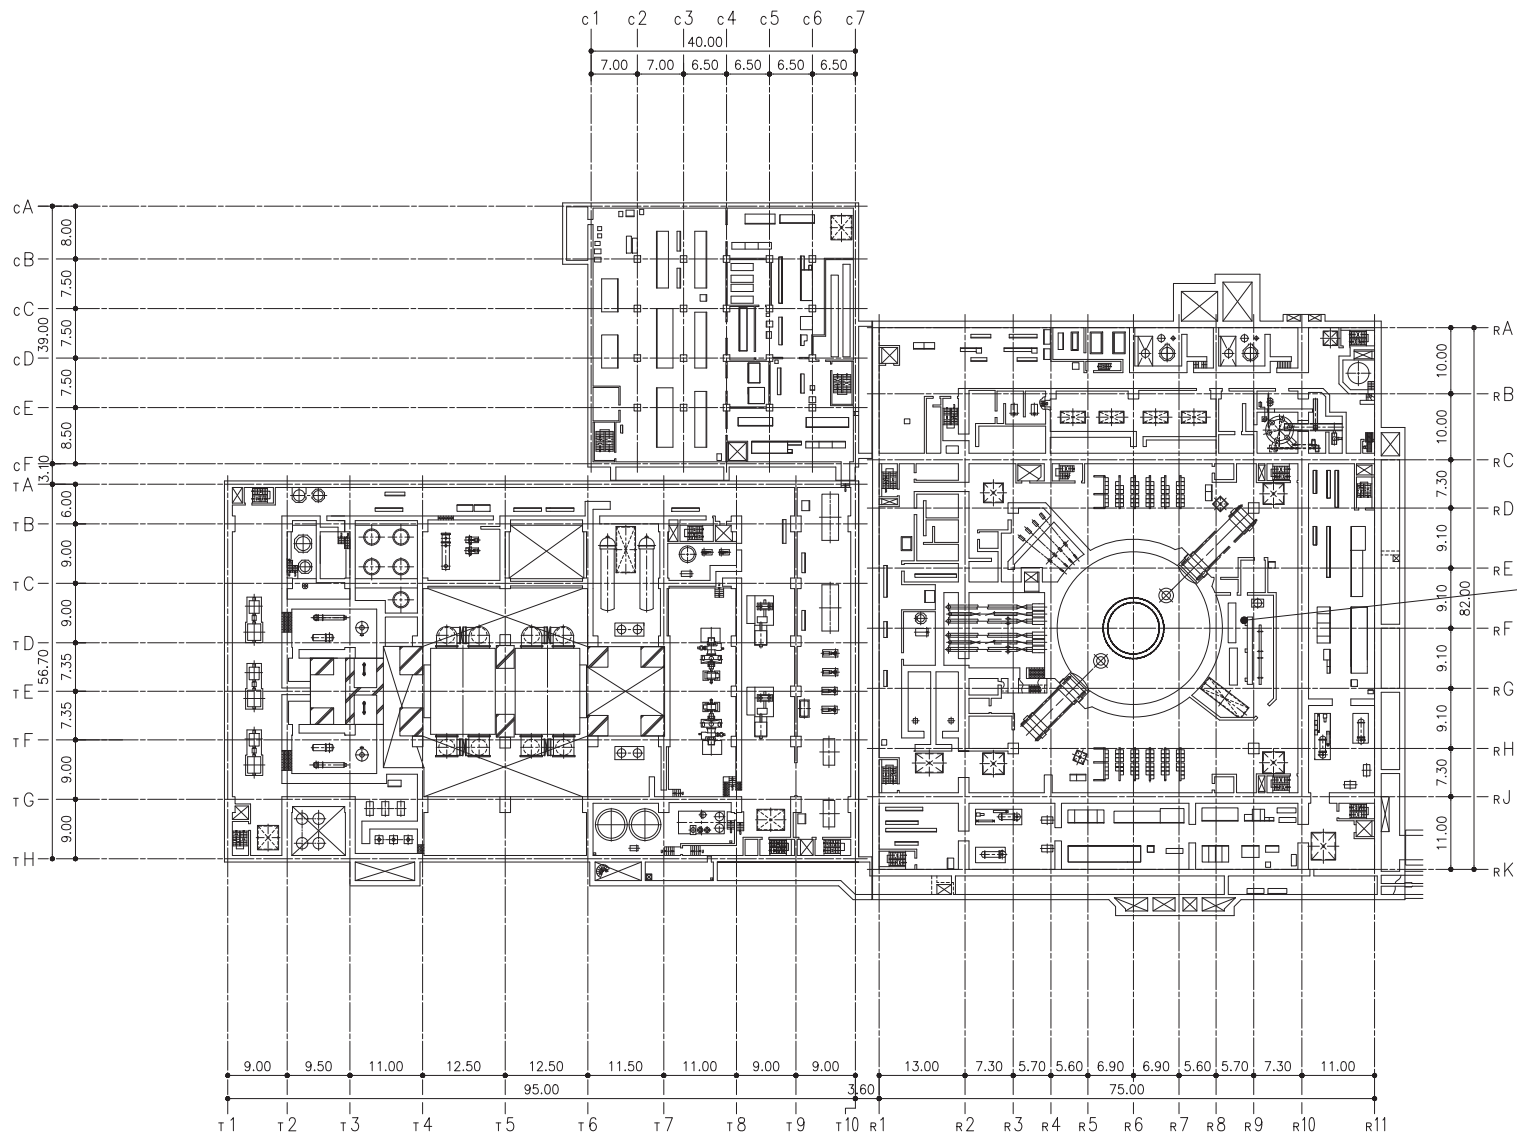 c1 c2 c3 c4 c5 c6 c7
40.00
7.00 7.00 6.50 6.50 6.50 6.50
cA
8.00
cB
7.50
cC
39.00
7.50
cD
7.50
cE
8.50
cF
3.10
TA
6.00
TB
9.00
TC
9.00
TD
56.70
7.35
TE
7.35
TF
9.00
TG
9.00
TH
RA
10.00
RB
10.00
RC
7.30
RD
9.10
RE
9.10
82.00
RF
9.10
RG
9.10
RH
7.30
RJ
11.00
RK
9.00 9.50 11.00 12.50 12.50 11.50 11.00 9.00 9.00 13.00 7.30 5.70 5.60 6.90 6.90 5.60 5.70 7.30 11.00
95.00 3.60 75.00
T1 T2 T3 T4 T5 T6 T7 T8 T9 T10 R1 R2 R3 R4 R5 R6 R7 R8 R9 R10 R11